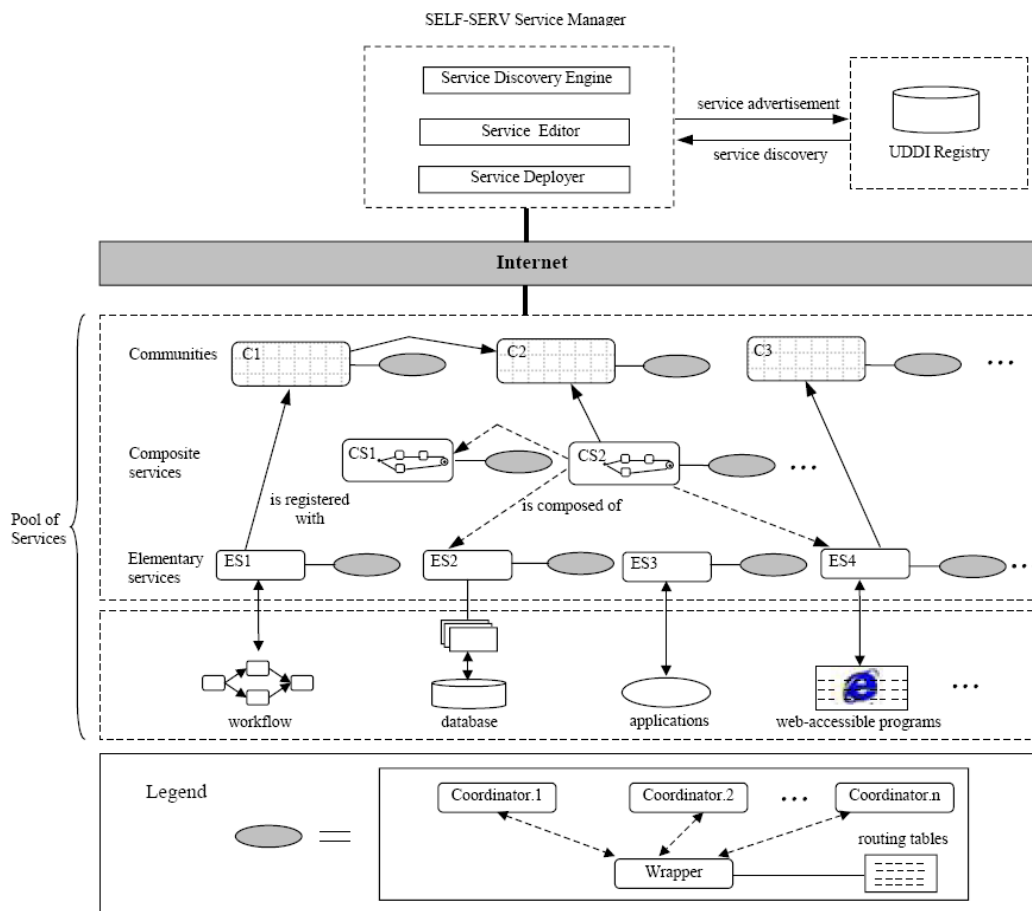 SELF-SERV Service Manager
Service Discovery Engine
Service Editor
Service Deployer
service advertisement
service discovery
UDDI Registry
Internet
Pool of
Services
Communities
C1
C2
C3
...
Composite
services
CS1
CS2
...
is registered
with
is composed of
Elementary
services
ES1
ES2
ES3
ES4
...
workflow
database
applications
web-accessible programs
...
Legend
Coordinator.1
Coordinator.2
...
Coordinator.n
Wrapper
routing tables